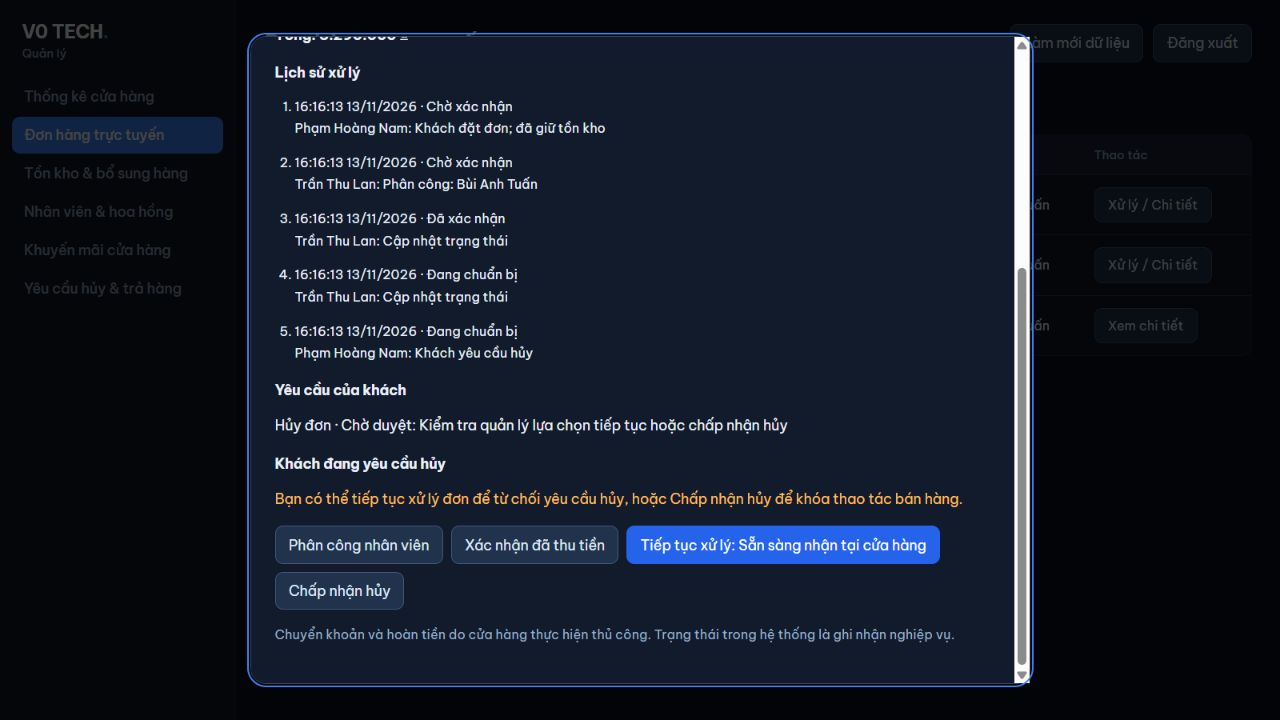 V0 TECH.
Quản lý
Thống kê cửa hàng
Đơn hàng trực tuyến
Tồn kho & bổ sung hàng
Nhân viên & hoa hồng
Khuyến mãi cửa hàng
Yêu cầu hủy & trả hàng
mới dữ liệu
Đăng xuất
Lịch sử xử lý
1. 16:16:13 13/11/2026 · Chờ xác nhận
Phạm Hoàng Nam: Khách đặt đơn; đã giữ tồn kho
2. 16:16:13 13/11/2026 · Chờ xác nhận
Trần Thu Lan: Phân công: Bùi Anh Tuấn
3. 16:16:13 13/11/2026 · Đã xác nhận
Trần Thu Lan: Cập nhật trạng thái
4. 16:16:13 13/11/2026 · Đang chuẩn bị
Trần Thu Lan: Cập nhật trạng thái
5. 16:16:13 13/11/2026 · Đang chuẩn bị
Phạm Hoàng Nam: Khách yêu cầu hủy
Yêu cầu của khách
Hủy đơn · Chờ duyệt: Kiểm tra quản lý lựa chọn tiếp tục hoặc chấp nhận hủy
Khách đang yêu cầu hủy
Bạn có thể tiếp tục xử lý đơn để từ chối yêu cầu hủy, hoặc Chấp nhận hủy để khóa thao tác bán hàng.
Phân công nhân viên
Xác nhận đã thu tiền
Tiếp tục xử lý: Sẵn sàng nhận tại cửa hàng
Chấp nhận hủy
Chuyển khoản và hoàn tiền do cửa hàng thực hiện thủ công. Trạng thái trong hệ thống là ghi nhận nghiệp vụ.
Thao tác
Xử lý / Chi tiết
Xử lý / Chi tiết
Xem chi tiết